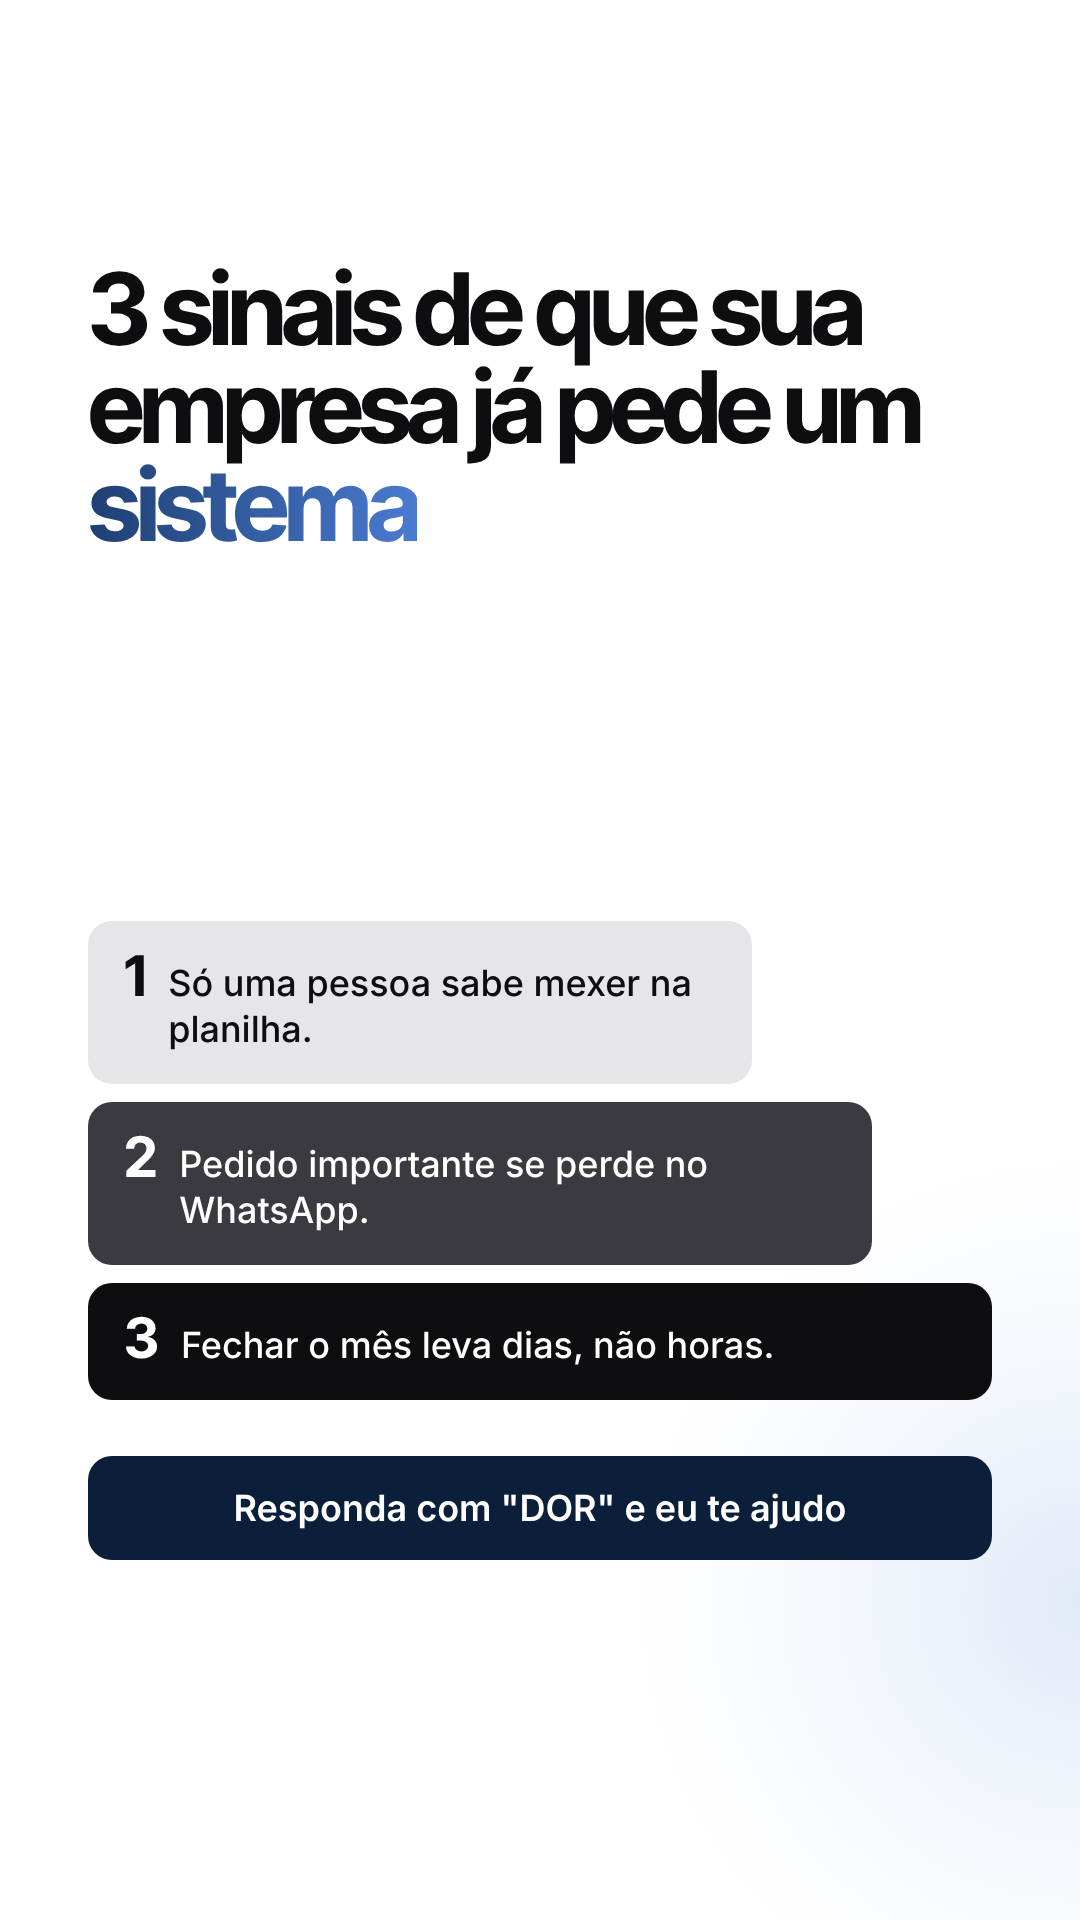 3 sinais de que sua
empresa já pede um
sistema
1 Só uma pessoa sabe mexer na
planilha.
2 Pedido importante se perde no
WhatsApp.
3 Fechar o mês leva dias, não horas.
Responda com "DOR" e eu te ajudo